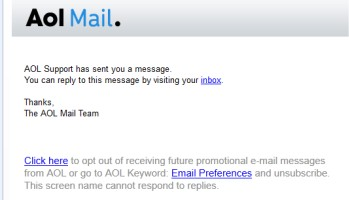 Aol Mail.
AOL Support has sent you a message.
You can reply to this message by visiting your inbox.
Thanks,
The AOL Mail Team
Click here to opt out of receiving future promotional e-mail messages
from AOL or go to AOL Keyword: Email Preferences and unsubscribe.
This screen name cannot respond to replies.